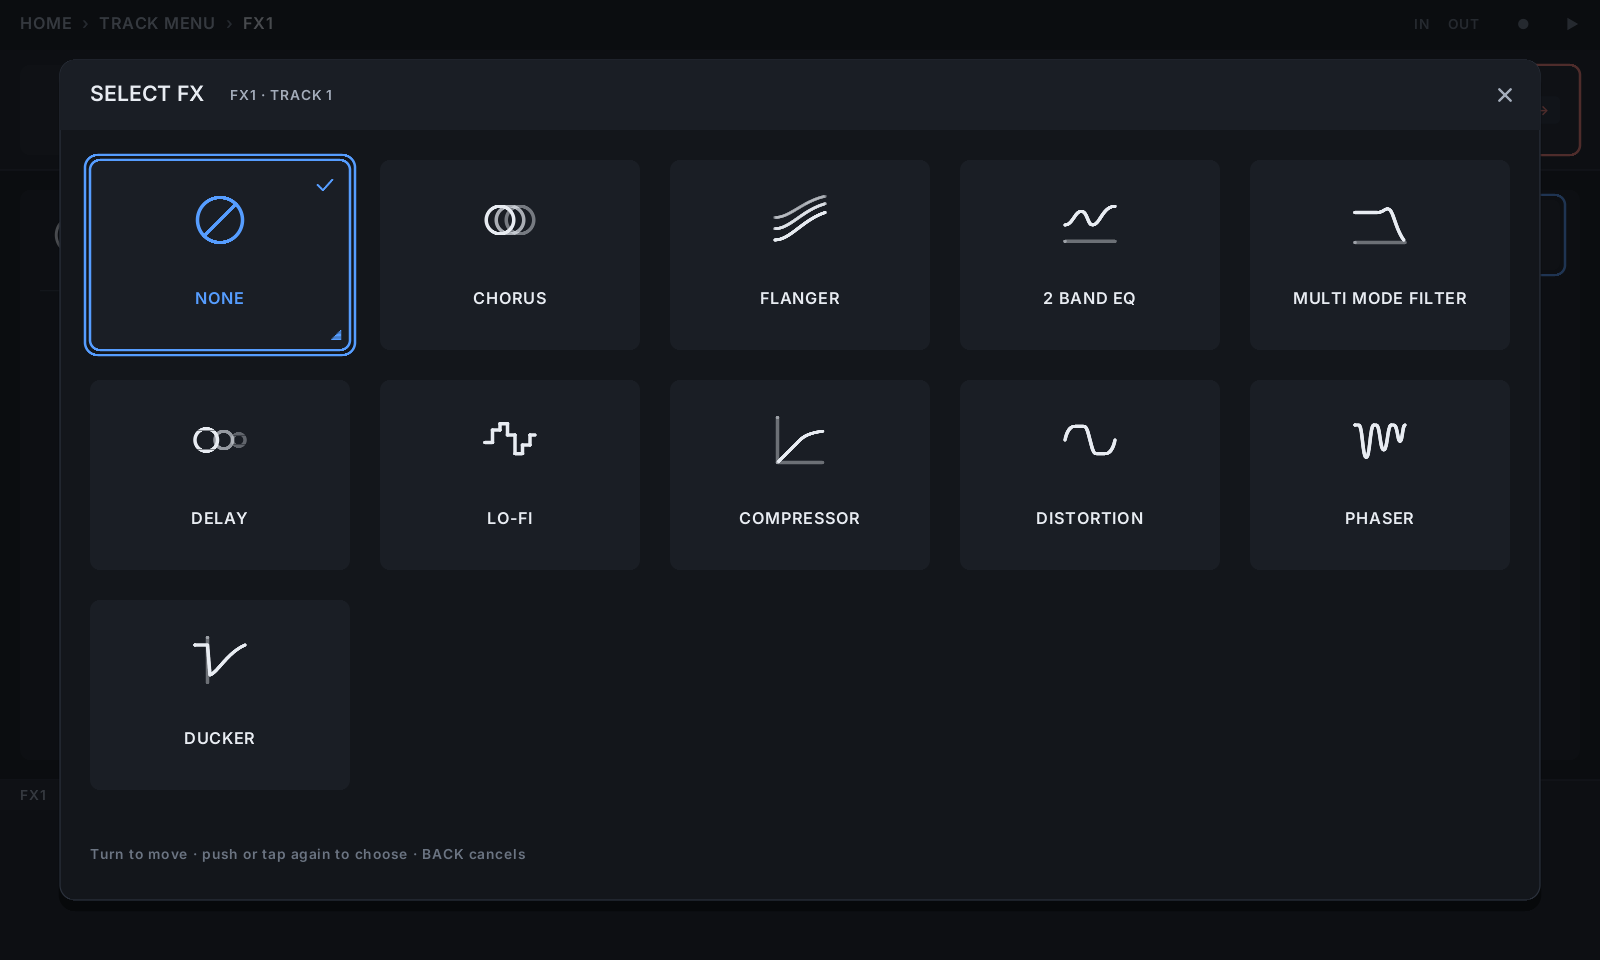 HOME › TRACK MENU › FX1
IN OUT
SELECT FX FX1 · TRACK 1
NONE
CHORUS
FLANGER
2 BAND EQ
MULTI MODE FILTER
DELAY
LO-FI
COMPRESSOR
DISTORTION
PHASER
DUCKER
FX1
Turn to move · push or tap again to choose · BACK cancels